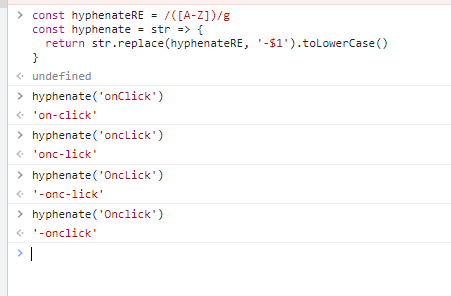 > const hyphenateRE = /([A-Z])/g
const hyphenate = str => {
  return str.replace(hyphenateRE, '-$1').toLowerCase()
}
< undefined
> hyphenate('onClick')
< 'on-click'
> hyphenate('oncLick')
< 'onc-lick'
> hyphenate('OncLick')
< '-onc-lick'
> hyphenate('Onclick')
< '-onclick'
>